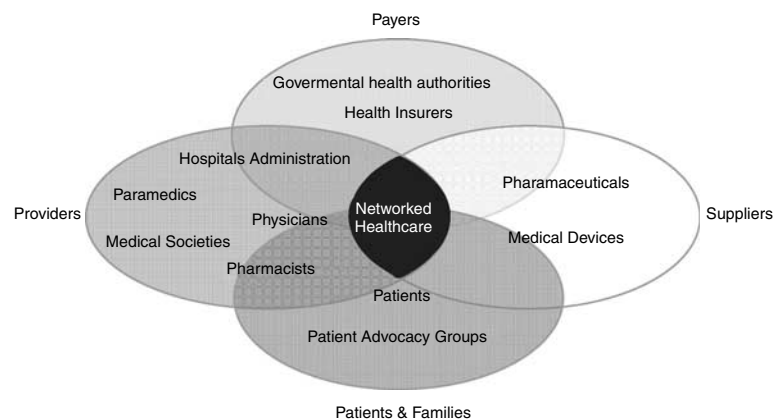 Payers
Govermental health authorities
Health Insurers
Hospitals Administration
Pharamaceuticals
Paramedics
Providers
Physicians
Networked
Healthcare
Suppliers
Medical Societies
Medical Devices
Pharmacists
Patients
Patient Advocacy Groups
Patients & Families